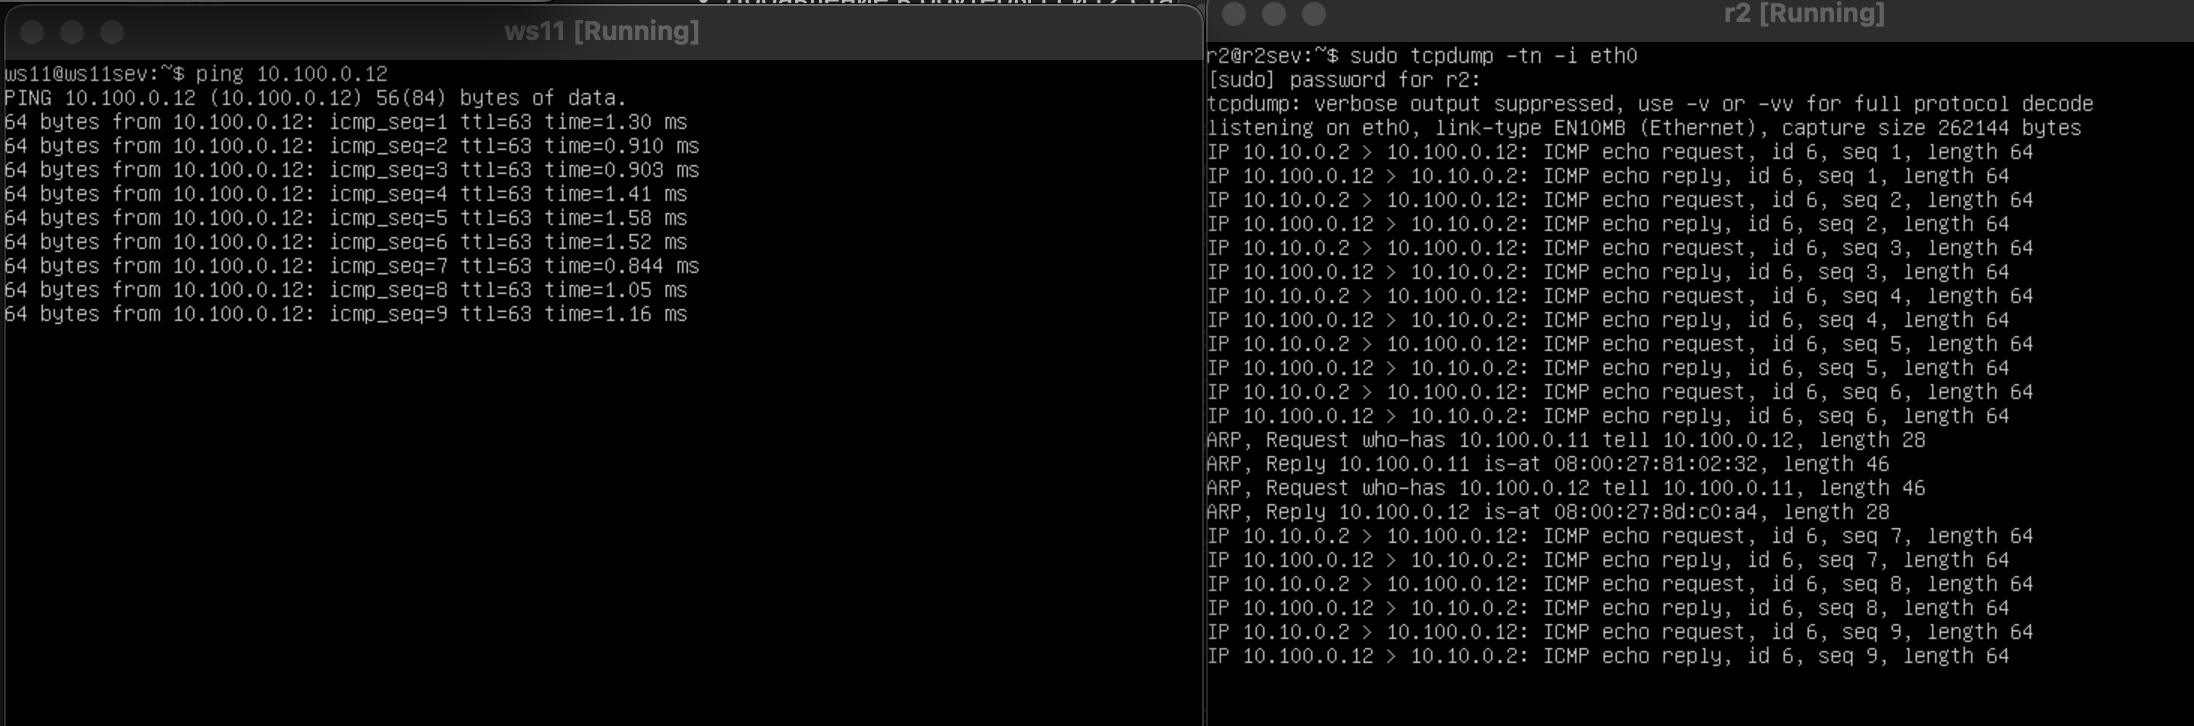 ws11 [Running]
ws11@ws11sev:~$ ping 10.100.0.12
PING 10.100.0.12 (10.100.0.12) 56(84) bytes of data.
64 bytes from 10.100.0.12: icmp_seq=1 ttl=63 time=1.30 ms
64 bytes from 10.100.0.12: icmp_seq=2 ttl=63 time=0.910 ms
64 bytes from 10.100.0.12: icmp_seq=3 ttl=63 time=0.903 ms
64 bytes from 10.100.0.12: icmp_seq=4 ttl=63 time=1.41 ms
64 bytes from 10.100.0.12: icmp_seq=5 ttl=63 time=1.58 ms
64 bytes from 10.100.0.12: icmp_seq=6 ttl=63 time=1.52 ms
64 bytes from 10.100.0.12: icmp_seq=7 ttl=63 time=0.844 ms
64 bytes from 10.100.0.12: icmp_seq=8 ttl=63 time=1.05 ms
64 bytes from 10.100.0.12: icmp_seq=9 ttl=63 time=1.16 ms
r2 [Running]
r2@r2sev:~$ sudo tcpdump -tn -i eth0
[sudo] password for r2:
tcpdump: verbose output suppressed, use -v or -vv for full protocol decode
listening on eth0, link-type EN10MB (Ethernet), capture size 262144 bytes
IP 10.10.0.2 > 10.100.0.12: ICMP echo request, id 6, seq 1, length 64
IP 10.100.0.12 > 10.10.0.2: ICMP echo reply, id 6, seq 1, length 64
IP 10.10.0.2 > 10.100.0.12: ICMP echo request, id 6, seq 2, length 64
IP 10.100.0.12 > 10.10.0.2: ICMP echo reply, id 6, seq 2, length 64
IP 10.10.0.2 > 10.100.0.12: ICMP echo request, id 6, seq 3, length 64
IP 10.100.0.12 > 10.10.0.2: ICMP echo reply, id 6, seq 3, length 64
IP 10.10.0.2 > 10.100.0.12: ICMP echo request, id 6, seq 4, length 64
IP 10.100.0.12 > 10.10.0.2: ICMP echo reply, id 6, seq 4, length 64
IP 10.10.0.2 > 10.100.0.12: ICMP echo request, id 6, seq 5, length 64
IP 10.100.0.12 > 10.10.0.2: ICMP echo reply, id 6, seq 5, length 64
IP 10.10.0.2 > 10.100.0.12: ICMP echo request, id 6, seq 6, length 64
IP 10.100.0.12 > 10.10.0.2: ICMP echo reply, id 6, seq 6, length 64
ARP, Request who-has 10.100.0.11 tell 10.100.0.12, length 28
ARP, Reply 10.100.0.11 is-at 08:00:27:81:02:32, length 46
ARP, Request who-has 10.100.0.12 tell 10.100.0.11, length 46
ARP, Reply 10.100.0.12 is-at 08:00:27:8d:c0:a4, length 28
IP 10.10.0.2 > 10.100.0.12: ICMP echo request, id 6, seq 7, length 64
IP 10.100.0.12 > 10.10.0.2: ICMP echo reply, id 6, seq 7, length 64
IP 10.10.0.2 > 10.100.0.12: ICMP echo request, id 6, seq 8, length 64
IP 10.100.0.12 > 10.10.0.2: ICMP echo reply, id 6, seq 8, length 64
IP 10.10.0.2 > 10.100.0.12: ICMP echo request, id 6, seq 9, length 64
IP 10.100.0.12 > 10.10.0.2: ICMP echo reply, id 6, seq 9, length 64